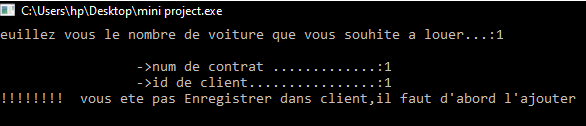 C:\Users\hp\Desktop\mini project.exe
euillez vous le nombre de voiture que vous souhite a louer...:1
->num de contrat .............:1
->id de client...............:1
!!!!!!!!  vous ete pas Enregistrer dans client,il faut d'abord l'ajouter